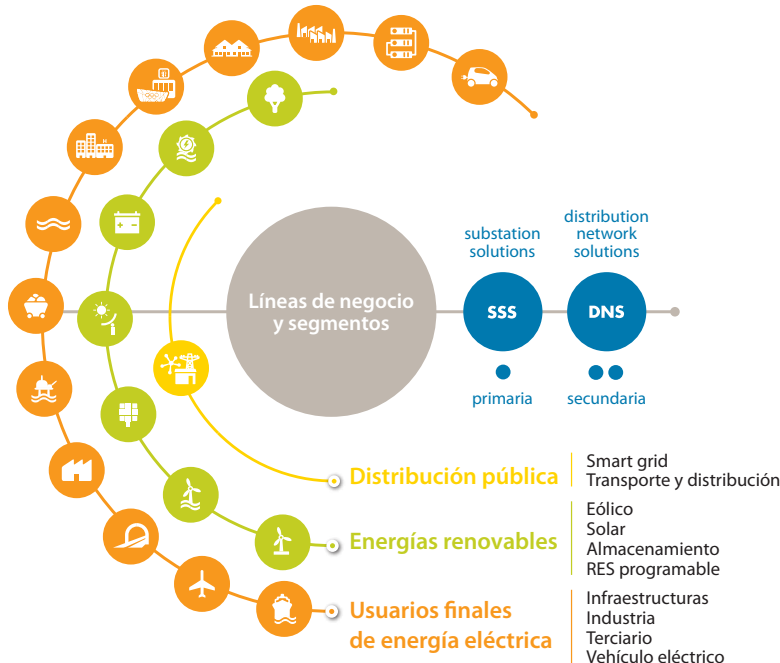 substation
solutions
distribution
network
solutions
Líneas de negocio
y segmentos
SSS
DNS
primaria
secundaria
Distribución pública
Smart grid
Transporte y distribución
Energías renovables
Eólico
Solar
Almacenamiento
RES programable
Usuarios finales
de energía eléctrica
Infraestructuras
Industria
Terciario
Vehículo eléctrico